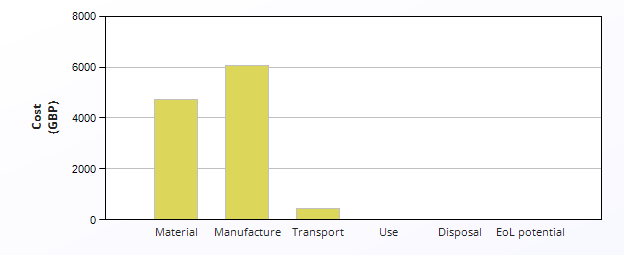 8000
6000
4000
2000
0
Cost
(GBP)
Material Manufacture Transport Use Disposal EoL potential